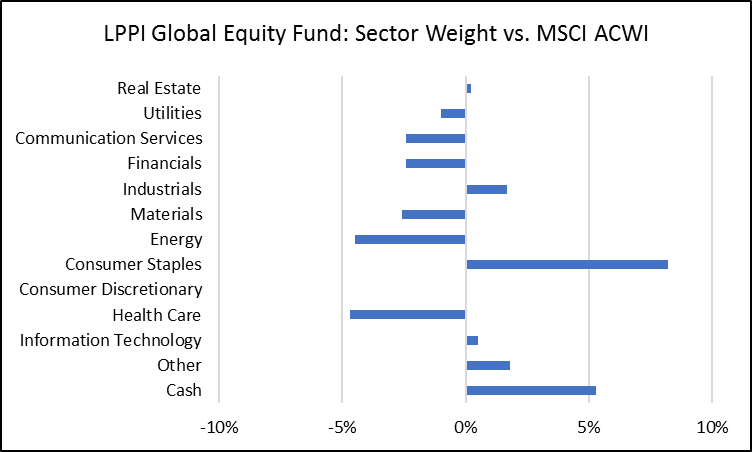 LPPI Global Equity Fund: Sector Weight vs. MSCI ACWI
Real Estate
Utilities
Communication Services
Financials
Industrials
Materials
Energy
Consumer Staples
Consumer Discretionary
Health Care
Information Technology
Other
Cash
-10% -5% 0% 5% 10%